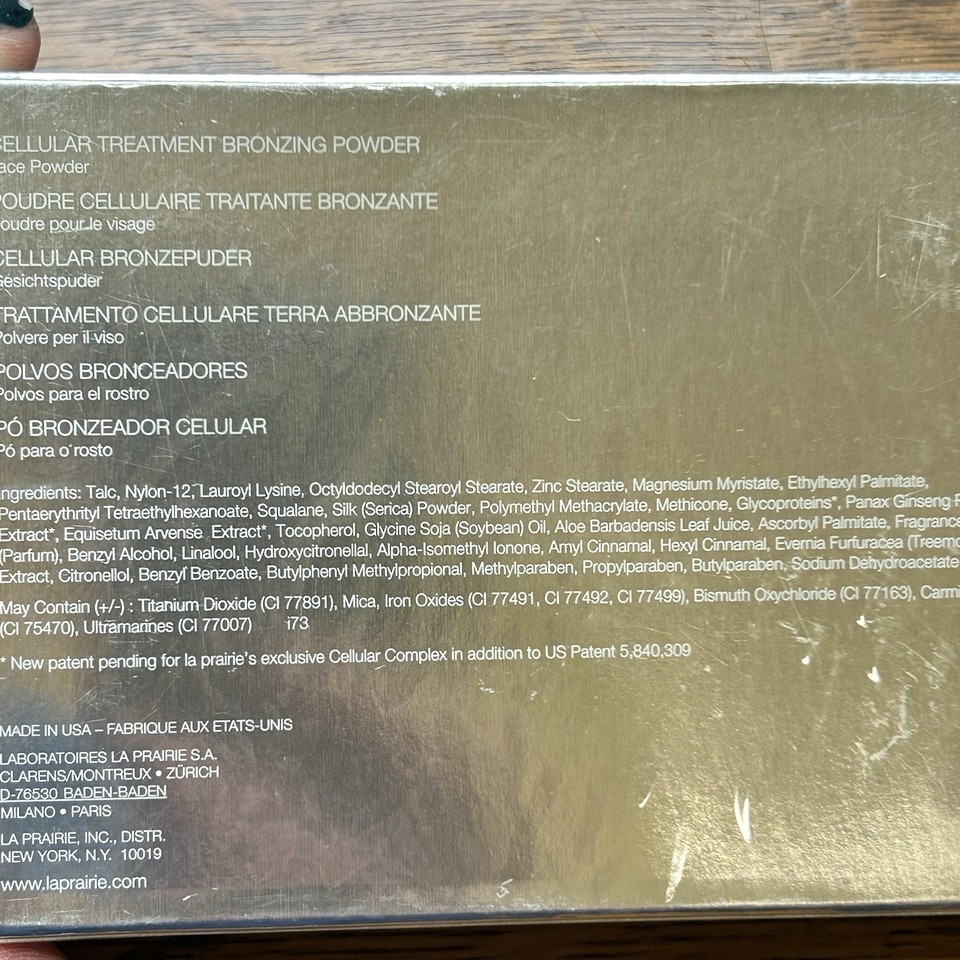 CELLULAR TREATMENT BRONZING POWDER
ace Powder
POUDRE CELLULAIRE TRAITANTE BRONZANTE
oudre pour le visage
CELLULAR BRONZEPUDER
Gesichtspuder
TRATTAMENTO CELLULARE TERRA ABBRONZANTE
Polvere per il viso
POLVOS BRONCEADORES
Polvos para el rostro
PÓ BRONZEADOR CELULAR
Pó para o rosto
ngredients: Talc, Nylon-12, Lauroyl Lysine, Octyldodecyl Stearoyl Stearate, Zinc Stearate, Magnesium Myristate, Ethylhexyl Palmitate,
Pentaerythrityl Tetraethylhexanoate, Squalane, Silk (Serica) Powder, Polymethyl Methacrylate, Methicone, Glycoproteins*, Panax Ginseng
Extract*, Equisetum Arvense Extract*, Tocopherol, Glycine Soja (Soybean) Oil, Aloe Barbadensis Leaf Juice, Ascorbyl Palmitate, Fragrance
(Parfum), Benzyl Alcohol, Linalool, Hydroxycitronellal, Alpha-Isomethyl Ionone, Amyl Cinnamal, Hexyl Cinnamal, Evernia Furfuracea (Treemo
Extract, Citronellol, Benzyl Benzoate, Butylphenyl Methylpropional, Methylparaben, Propylparaben, Butylparaben, Sodium Dehydroacetate
May Contain (+/-) : Titanium Dioxide (CI 77891), Mica, Iron Oxides (CI 77491, CI 77492, CI 77499), Bismuth Oxychloride (CI 77163), Carmi
(CI 75470), Ultramarines (CI 77007) i73
* New patent pending for la prairie's exclusive Cellular Complex in addition to US Patent 5,840,309
MADE IN USA – FABRIQUE AUX ETATS-UNIS
LABORATOIRES LA PRAIRIE S.A.
CLARENS/MONTREUX • ZÜRICH
D-76530 BADEN-BADEN
MILANO • PARIS
LA PRAIRIE, INC., DISTR.
NEW YORK, N.Y. 10019
www.laprairie.com